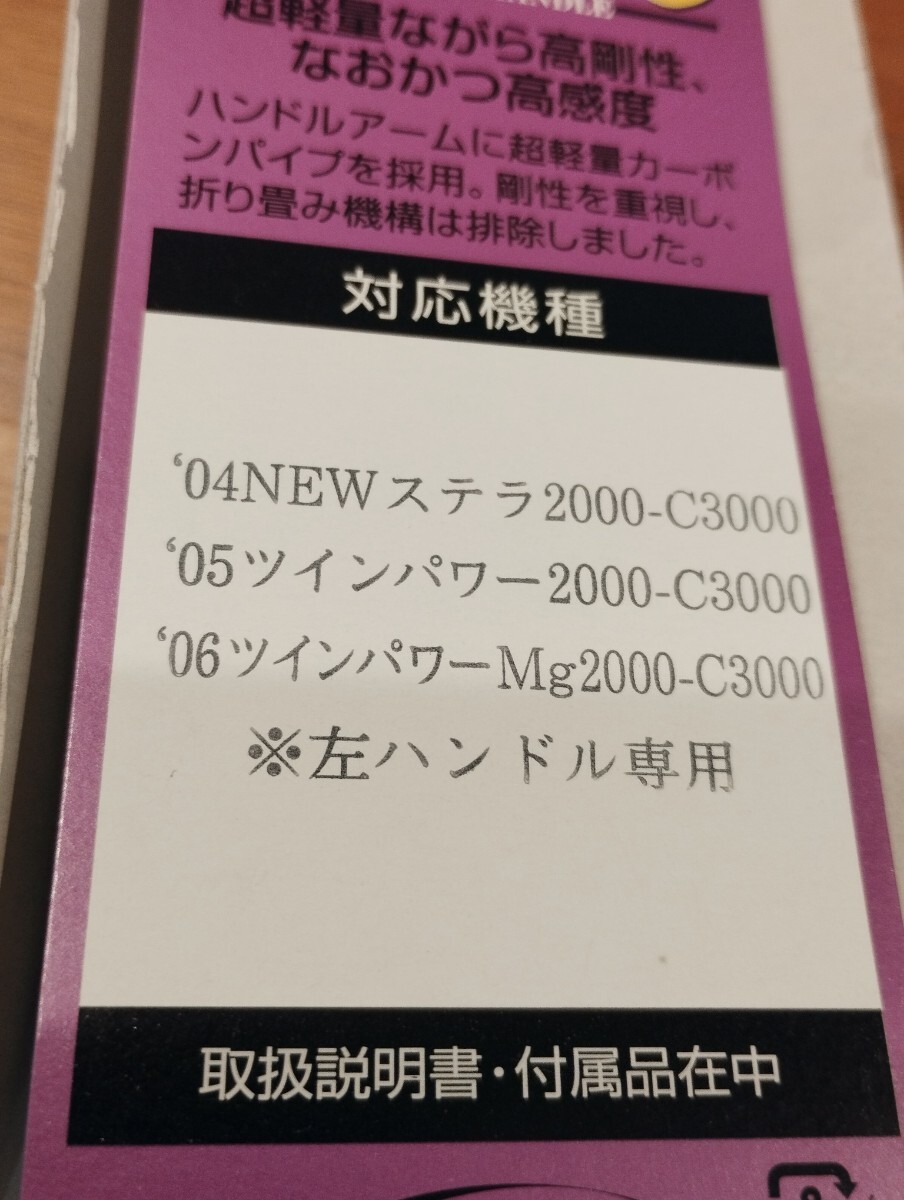 HANDLE
超軽量ながら高剛性、
なおかつ高感度
ハンドルアームに超軽量カーボ
ンパイプを採用。剛性を重視し、
折り畳み機構は排除しました。
対応機種
‘04NEWステラ2000-C3000
‘05ツインパワー2000-C3000
‘06ツインパワーMg2000-C3000
※左ハンドル専用
取扱説明書・付属品在中